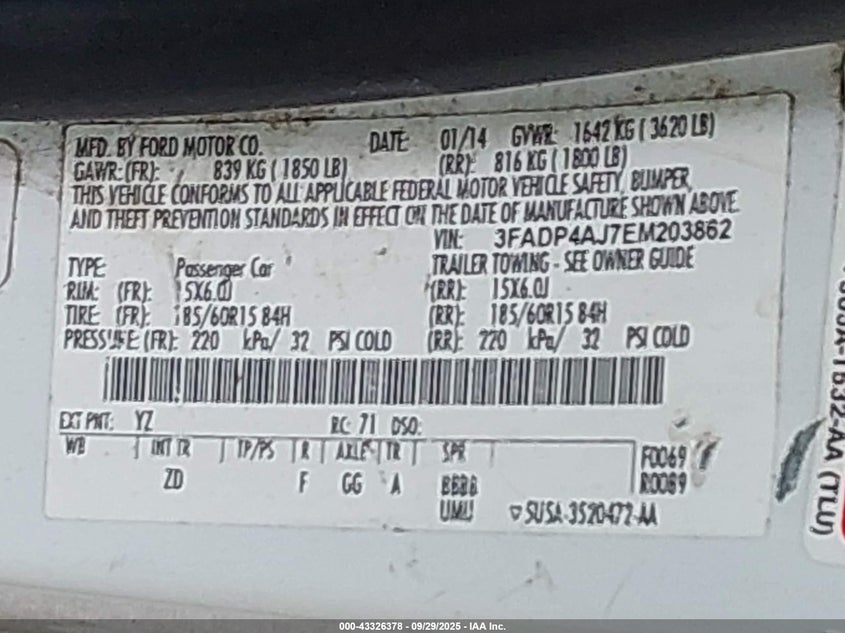 MFD. BY FORD MOTOR CO. DATE: 01/14 GVWR: 1642 KG ( 3620 LB)
GAWR: (FR): 839 KG ( 1850 LB) (RR): 816 KG ( 1800 LB)
THIS VEHICLE CONFORMS TO ALL APPLICABLE FEDERAL MOTOR VEHICLE SAFETY, BUMPER,
AND THEFT PREVENTION STANDARDS IN EFFECT ON THE DATE OF MANUFACTURE SHOWN ABOVE.
VIN: 3FADP4AJ7EM203862
TYPE: Passenger Car TRAILER TOWING - SEE OWNER GUIDE
RIM: (FR): 15X6.0J (RR): 15X6.0J
TIRE (FR): 185/60R15 84H (RR): 185/60R15 84H
PRESSURE (FR): 220 kPa/ 32 PSI COLD (RR): 220 kPa/ 32 PSI COLD
EXT PNT: YZ RC: 71 DSO:
WB INT TR TP/PS R AXLE TR SPR F0069
ZD F GG A BBBB R0089
UMU SUSA-3520472-AA
-1532-AA (TLU)
000-43326378 - 09/29/2025 - IAA Inc.